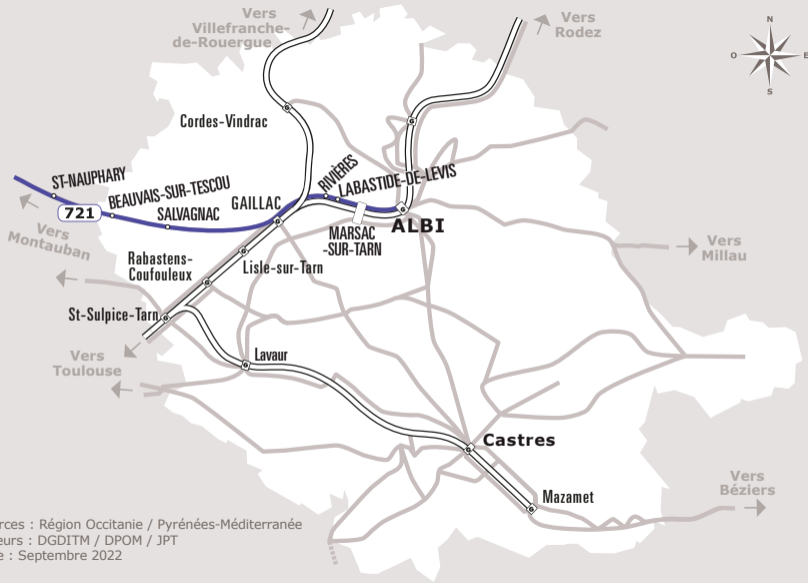 Vers
Villefranche-
de-Rouergue
Vers
Rodez
N
O
E
S
Cordes-Vindrac
ST-NAUPHARY
BEAUVAIS-SUR-TESCOU
SALVAGNAC
721
GAILLAC
RIVIÈRES
LABASTIDE-DE-LEVIS
ALBI
MARSAC
-SUR-TARN
Vers
Montauban
Vers
Millau
Rabastens-
Coufouleux
Lisle-sur-Tarn
St-Sulpice-Tarn
Vers
Toulouse
Lavaur
Castres
Mazamet
Vers
Béziers
rces : Région Occitanie / Pyrénées-Méditerranée
eurs : DGDITM / DPOM / JPT
e : Septembre 2022